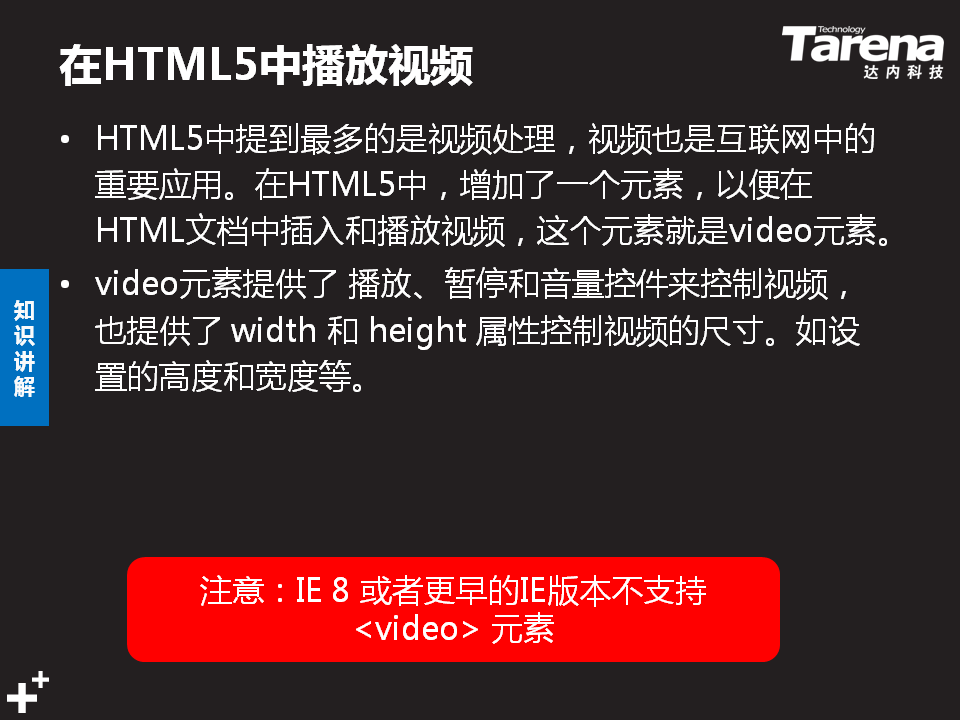 在HTML5中播放视频
Technology
Tarena
达内科技
• HTML5中提到最多的是视频处理，视频也是互联网中的
重要应用。在HTML5中，增加了一个元素，以便在
HTML文档中插入和播放视频，这个元素就是video元素。
• video元素提供了 播放、暂停和音量控件来控制视频，
也提供了 width 和 height 属性控制视频的尺寸。如设
置的高度和宽度等。
知识讲解
注意：IE 8 或者更早的IE版本不支持
<video> 元素